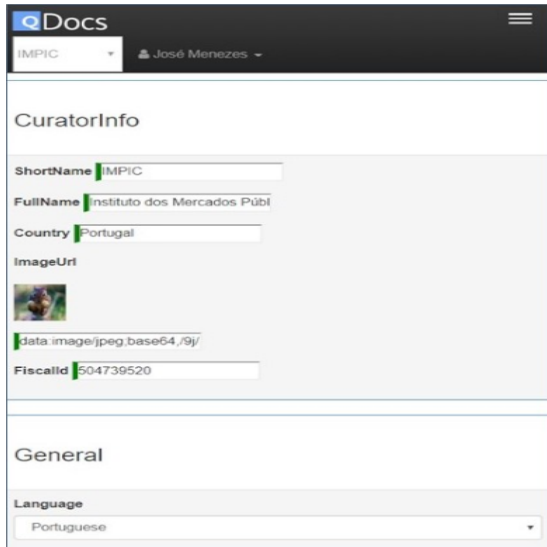 QDocs
IMPIC
José Menezes
CuratorInfo
ShortName IMPIC
FullName Instituto dos Mercados Públ
Country Portugal
ImageUrl
data:image/jpeg;base64,/9j/
FiscalId 504739520
General
Language
Portuguese